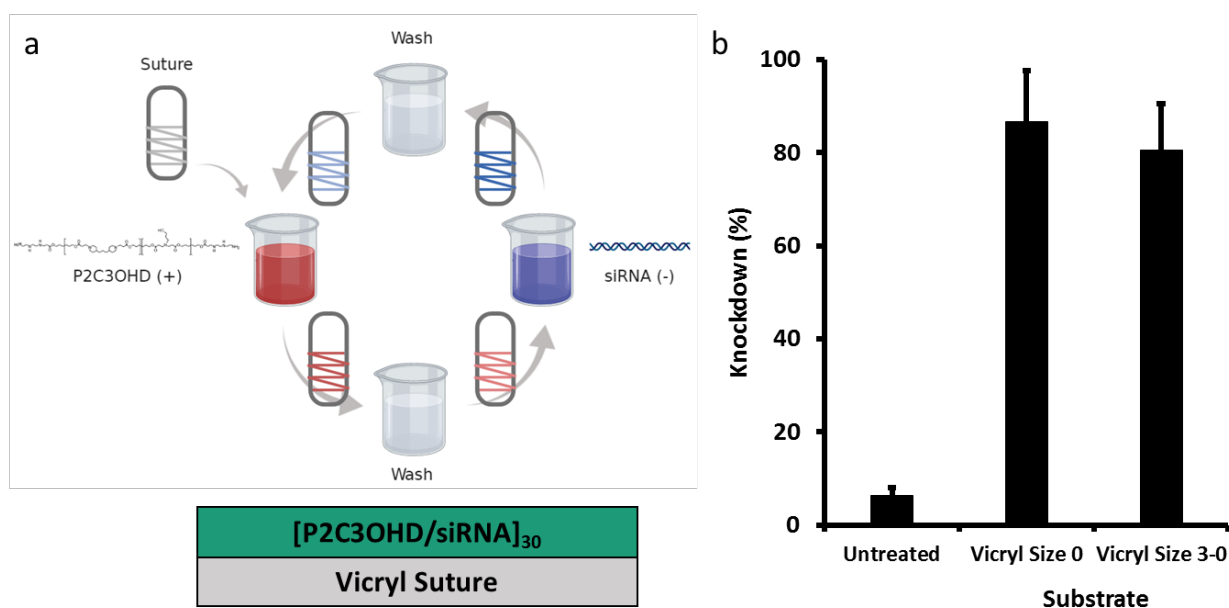 a
Wash
Suture
P2C3OHD (+)
siRNA (-)
Wash
[P2C3OHD/siRNA]₃₀
Vicryl Suture
b
100
80
60
40
20
0
Knockdown (%)
Untreated
Vicryl Size 0
Vicryl Size 3-0
Substrate